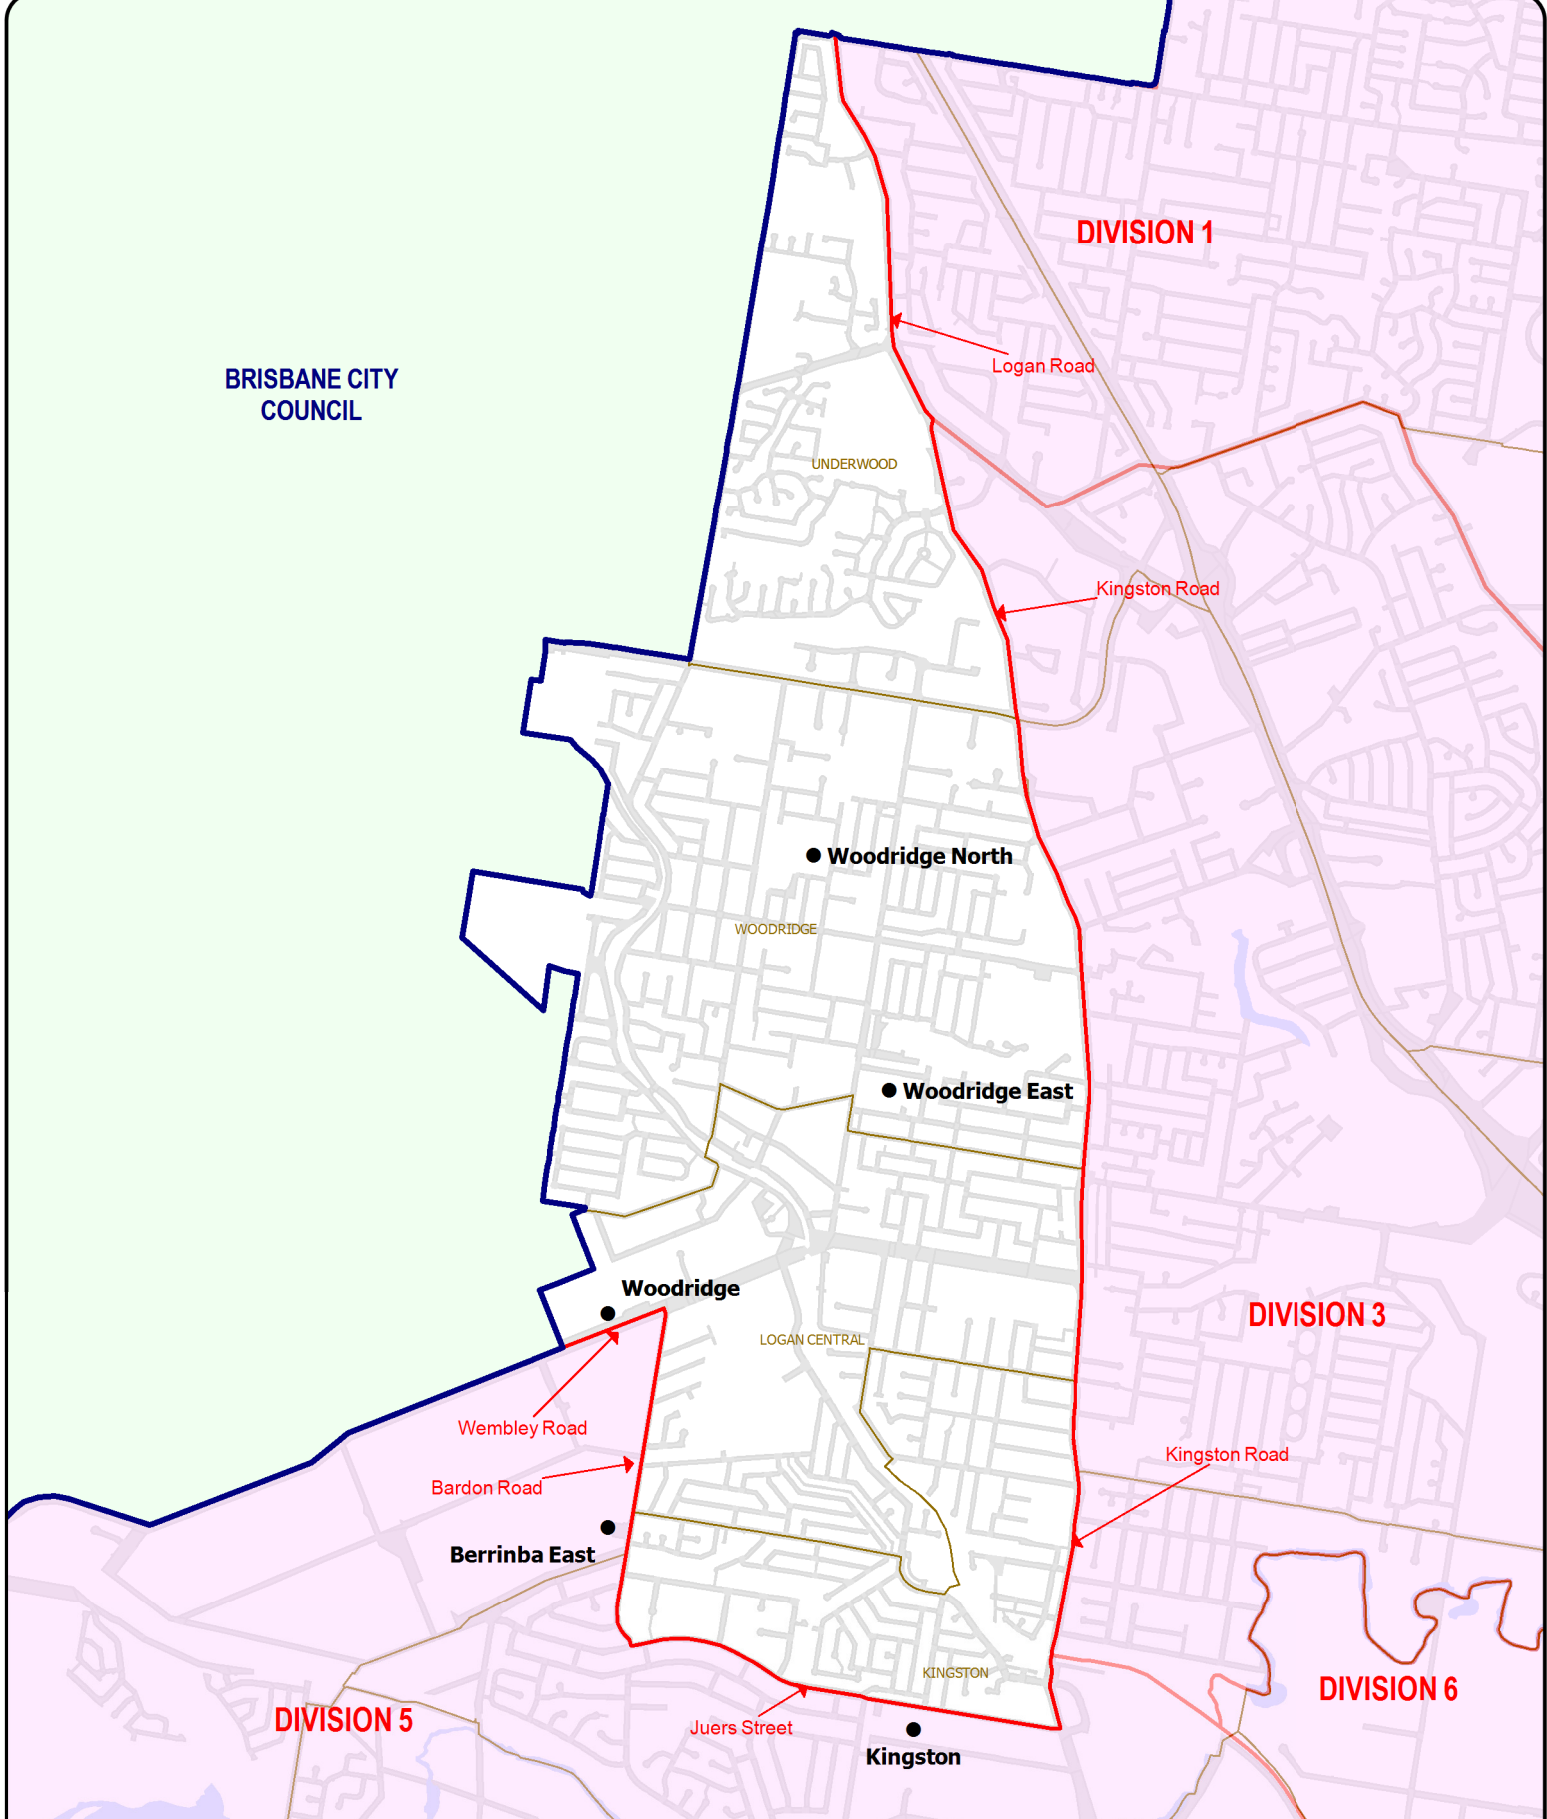 DIVISION 1
Logan Road
BRISBANE CITY
COUNCIL
UNDERWOOD
Kingston Road
Woodridge North
WOODRIDGE
Woodridge East
Woodridge
DIVISION 3
LOGAN CENTRAL
Wembley Road
Kingston Road
Bardon Road
Berrinba East
KINGSTON
DIVISION 6
DIVISION 5
Juers Street
Kingston